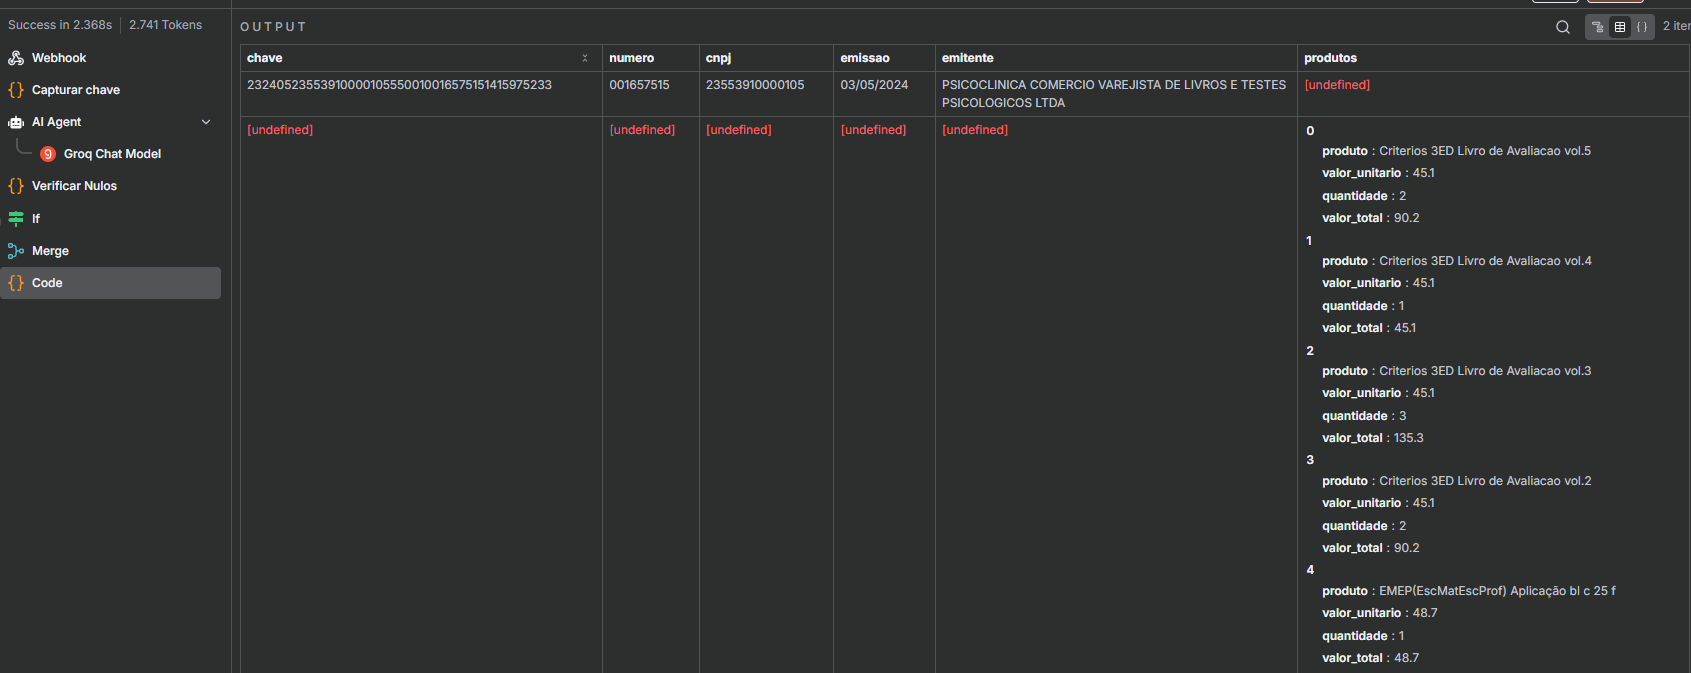 Success in 2.368s | 2.741 Tokens
Webhook
Capturar chave
AI Agent
Groq Chat Model
Verificar Nulos
If
Merge
Code
OUTPUT
2 iter
chave numero cnpj emissao emitente produtos
23240523553910000105550010016575151415975233 001657515 23553910000105 03/05/2024 PSICOCLINICA COMERCIO VAREJISTA DE LIVROS E TESTES [undefined]
PSICOLOGICOS LTDA
[undefined] [undefined] [undefined] [undefined] [undefined]
0
produto : Criterios 3ED Livro de Avaliacao vol.5
valor_unitario : 45.1
quantidade : 2
valor_total : 90.2
1
produto : Criterios 3ED Livro de Avaliacao vol.4
valor_unitario : 45.1
quantidade : 1
valor_total : 45.1
2
produto : Criterios 3ED Livro de Avaliacao vol.3
valor_unitario : 45.1
quantidade : 3
valor_total : 135.3
3
produto : Criterios 3ED Livro de Avaliacao vol.2
valor_unitario : 45.1
quantidade : 2
valor_total : 90.2
4
produto : EMEP(EscMatEscProf) Aplicação bl c 25 f
valor_unitario : 48.7
quantidade : 1
valor_total : 48.7